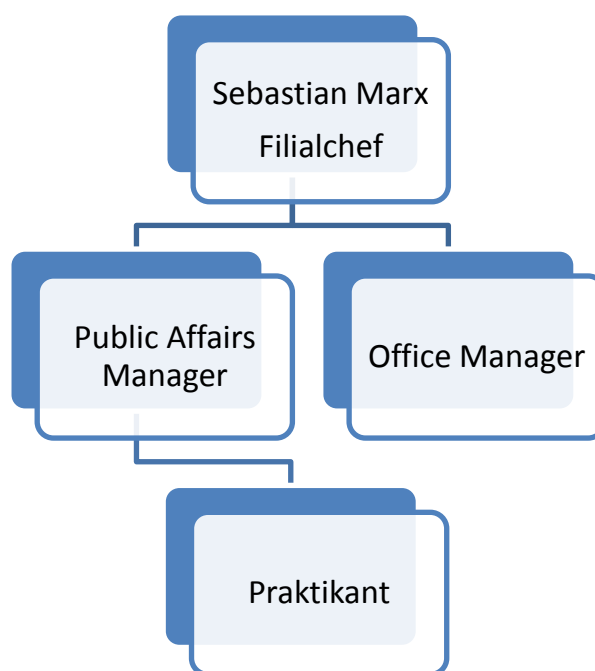 Sebastian Marx
Filialchef
Public Affairs
Manager
Office Manager
Praktikant